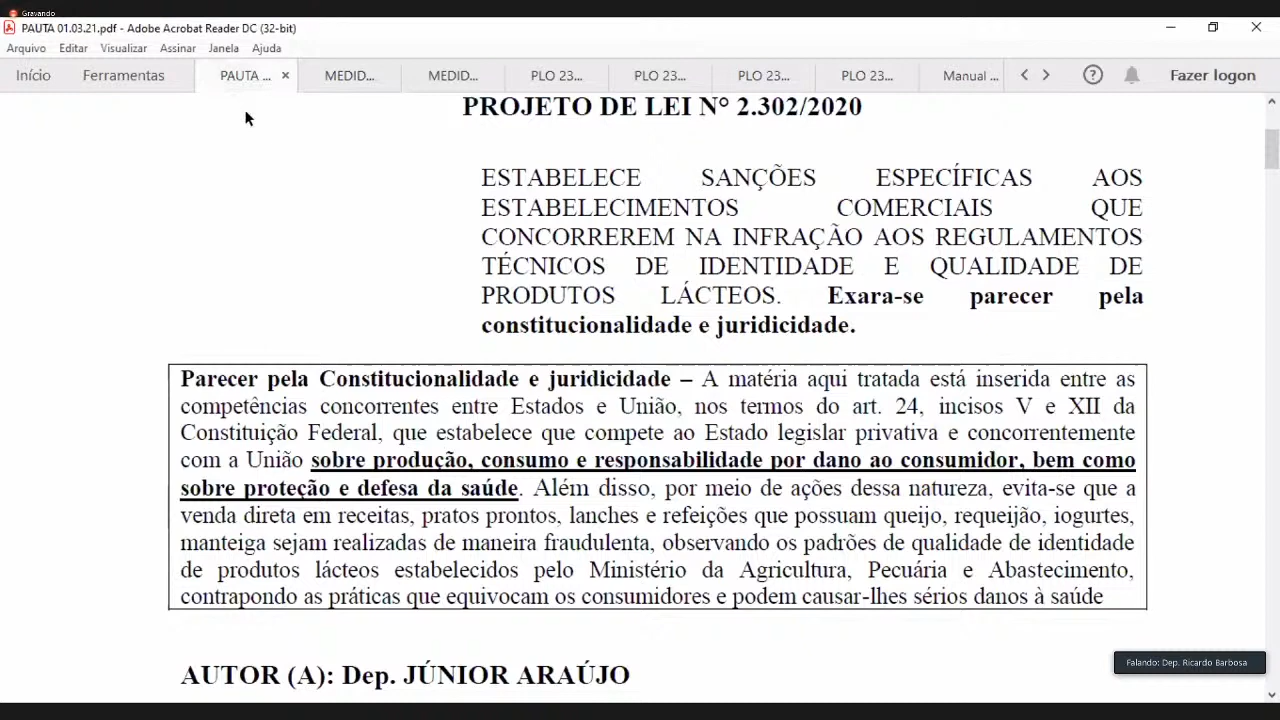 Gravando
PAUTA 01.03.21.pdf - Adobe Acrobat Reader DC (32-bit)
Arquivo Editar Visualizar Assinar Janela Ajuda
Início Ferramentas PAUTA ... × MEDID... MEDID... PLO 23... PLO 23... PLO 23... PLO 23... Manual ... Fazer logon
PROJETO DE LEI N° 2.302/2020
ESTABELECE SANÇÕES ESPECÍFICAS AOS
ESTABELECIMENTOS COMERCIAIS QUE
CONCORREREM NA INFRAÇÃO AOS REGULAMENTOS
TÉCNICOS DE IDENTIDADE E QUALIDADE DE
PRODUTOS LÁCTEOS. Exara-se parecer pela
constitucionalidade e juridicidade.
Parecer pela Constitucionalidade e juridicidade – A matéria aqui tratada está inserida entre as
competências concorrentes entre Estados e União, nos termos do art. 24, incisos V e XII da
Constituição Federal, que estabelece que compete ao Estado legislar privativa e concorrentemente
com a União sobre produção, consumo e responsabilidade por dano ao consumidor, bem como
sobre proteção e defesa da saúde. Além disso, por meio de ações dessa natureza, evita-se que a
venda direta em receitas, pratos prontos, lanches e refeições que possuam queijo, requeijão, iogurtes,
manteiga sejam realizadas de maneira fraudulenta, observando os padrões de qualidade de identidade
de produtos lácteos estabelecidos pelo Ministério da Agricultura, Pecuária e Abastecimento,
contrapondo as práticas que equivocam os consumidores e podem causar-lhes sérios danos à saúde
AUTOR (A): Dep. JÚNIOR ARAÚJO
Falando: Dep. Ricardo Barbosa